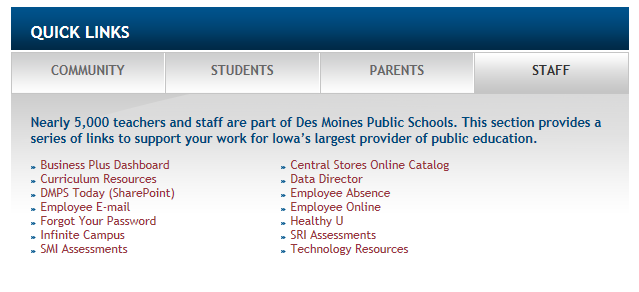 QUICK LINKS
COMMUNITY STUDENTS PARENTS STAFF
Nearly 5,000 teachers and staff are part of Des Moines Public Schools. This section provides a
series of links to support your work for Iowa's largest provider of public education.
» Business Plus Dashboard
» Curriculum Resources
» DMPS Today (SharePoint)
» Employee E-mail
» Forgot Your Password
» Infinite Campus
» SMI Assessments
» Central Stores Online Catalog
» Data Director
» Employee Absence
» Employee Online
» Healthy U
» SRI Assessments
» Technology Resources